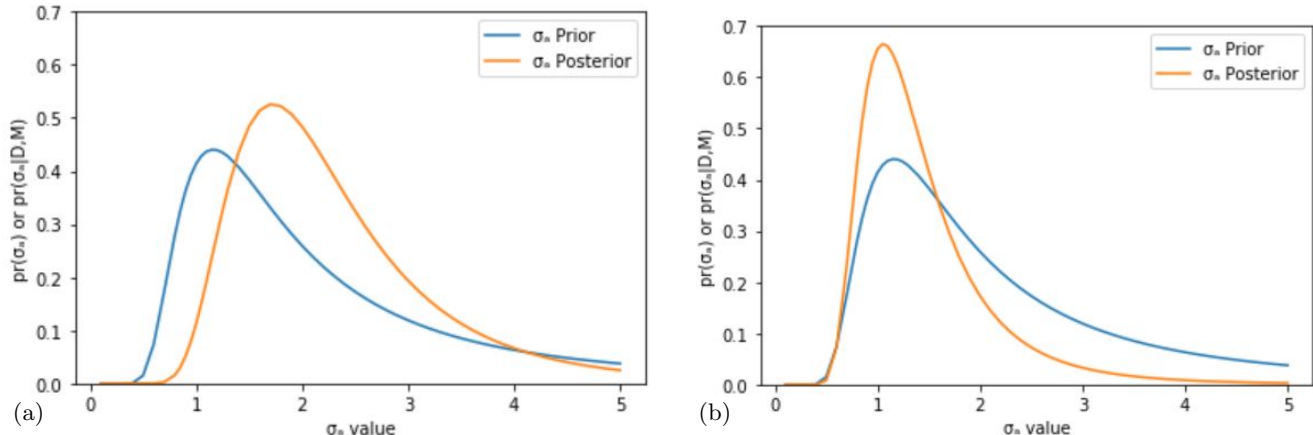 0.7
0.6
0.5
0.4
0.3
0.2
0.1
0.0
pr(σₐ) or pr(σₐ|D,M)
σₐ Prior
σₐ Posterior
0 1 2 3 4 5
σₐ value
(a)
0.7
0.6
0.5
0.4
0.3
0.2
0.1
0.0
pr(σₐ) or pr(σₐ|D,M)
σₐ Prior
σₐ Posterior
0 1 2 3 4 5
σₐ value
(b)